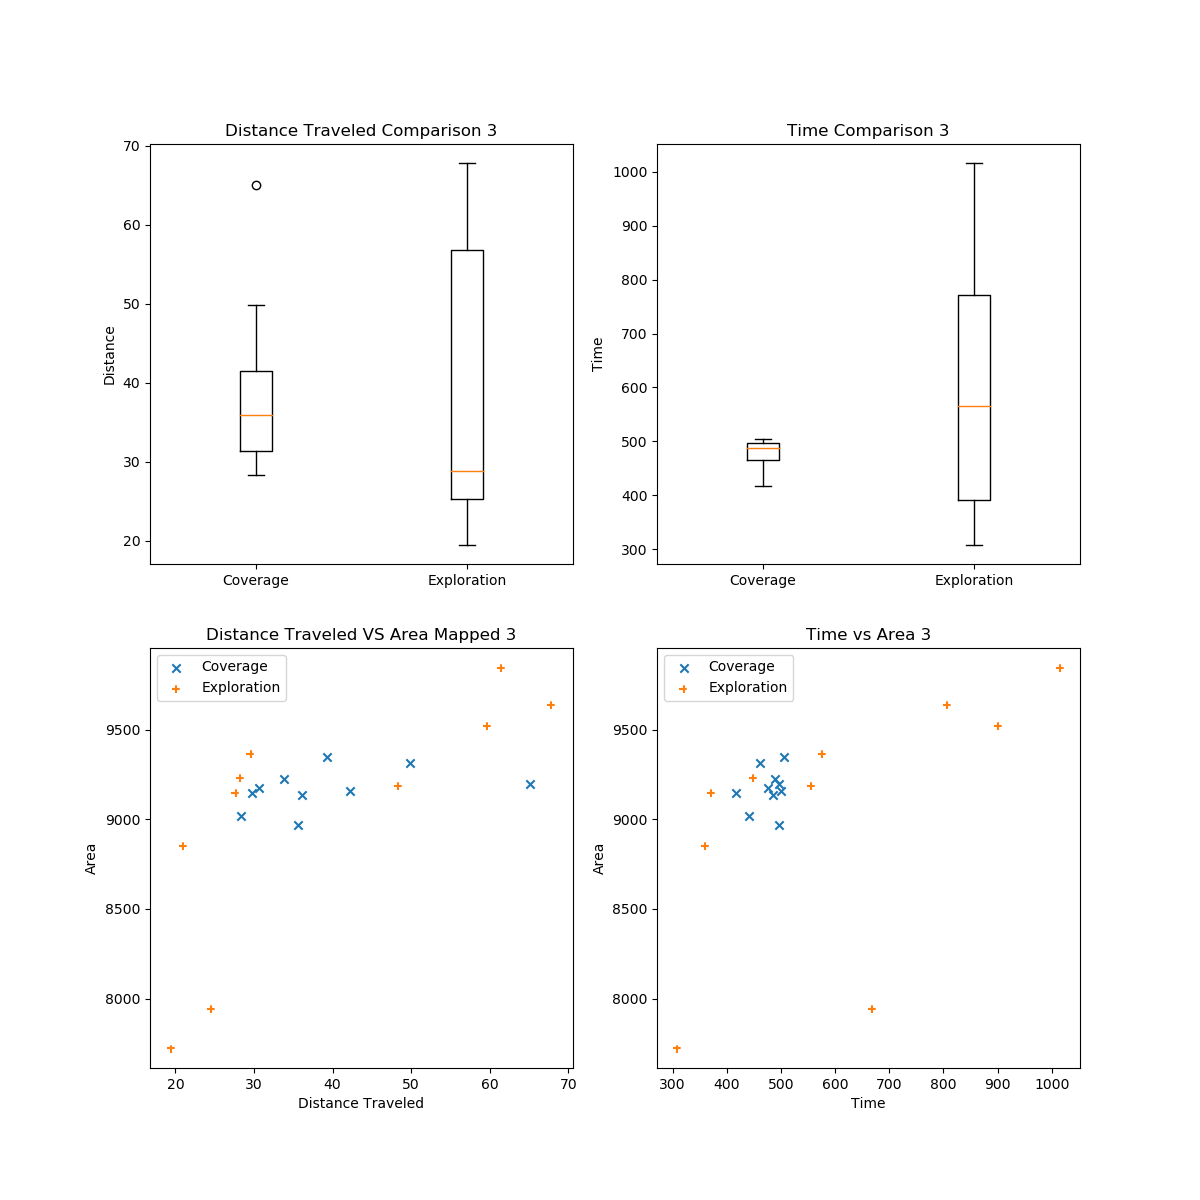 Distance Traveled Comparison 3
70
60
50
40
30
20
Distance
Coverage
Exploration
Time Comparison 3
1000
900
800
700
600
500
400
300
Time
Coverage
Exploration
Distance Traveled VS Area Mapped 3
Coverage
Exploration
9500
9000
8500
8000
Area
20 30 40 50 60 70
Distance Traveled
Time vs Area 3
Coverage
Exploration
9500
9000
8500
8000
Area
300 400 500 600 700 800 900 1000
Time